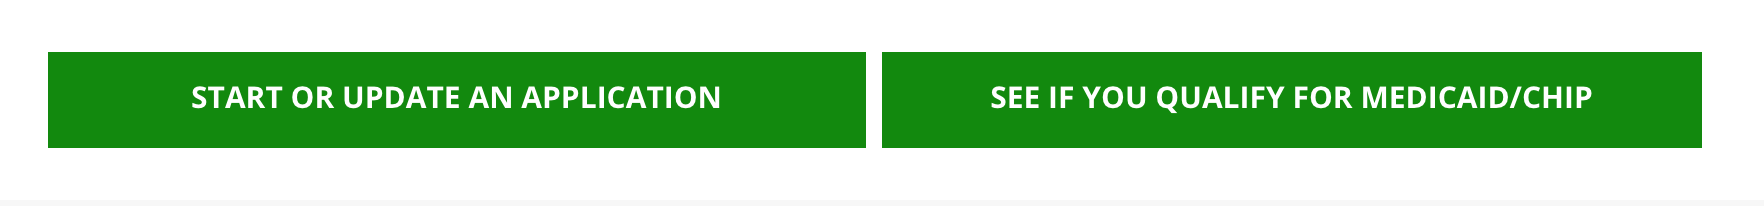 START OR UPDATE AN APPLICATION
SEE IF YOU QUALIFY FOR MEDICAID/CHIP